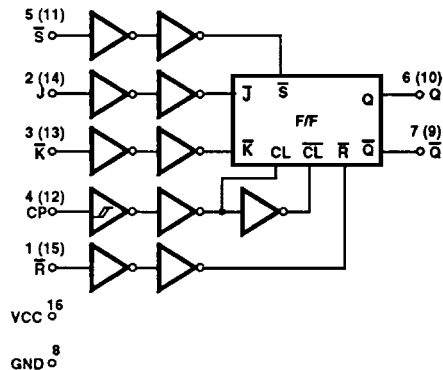 5 (11)
S̅
2 (14)
J
3 (13)
K̅
4 (12)
CP
1 (15)
R̅
J S̅ Q
F/F
K̅ CL C̅L̅ R̅ Q̅
6 (10)
Q
7 (9)
Q̅
16
VCC
8
GND